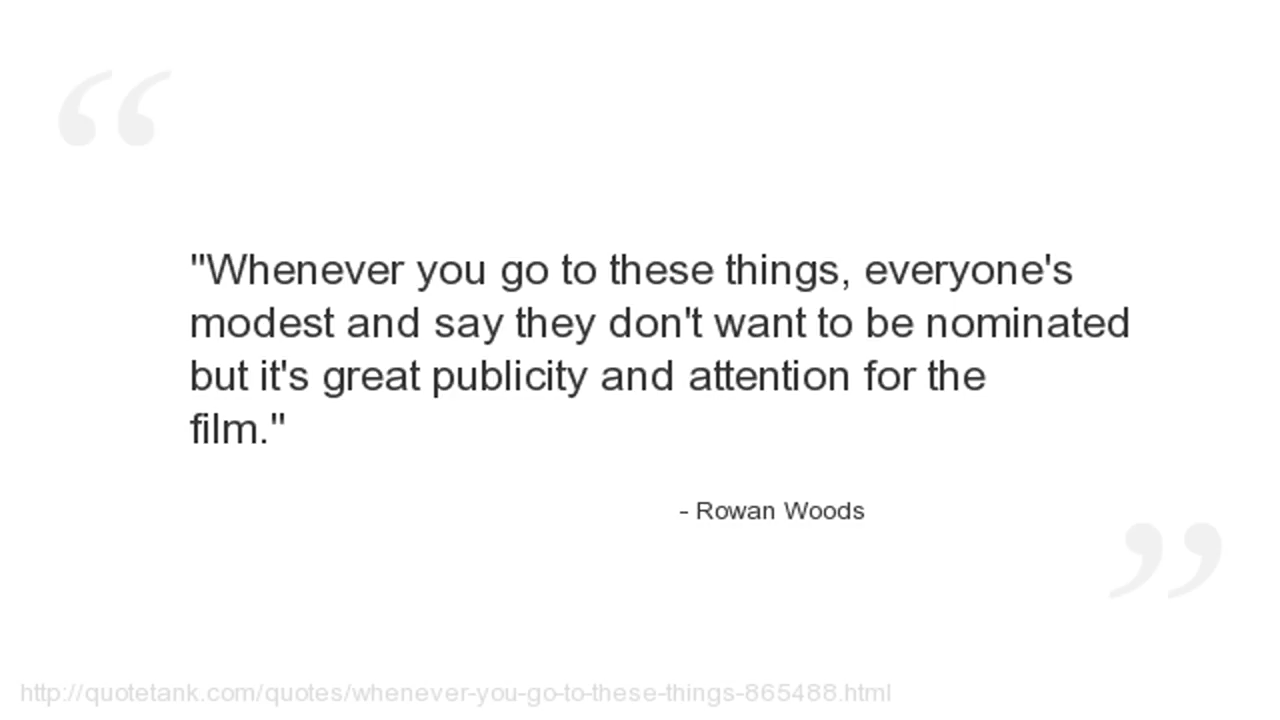 "Whenever you go to these things, everyone's
modest and say they don't want to be nominated
but it's great publicity and attention for the
film."
- Rowan Woods
http://quotetank.com/quotes/whenever-you-go-to-these-things-865488.html